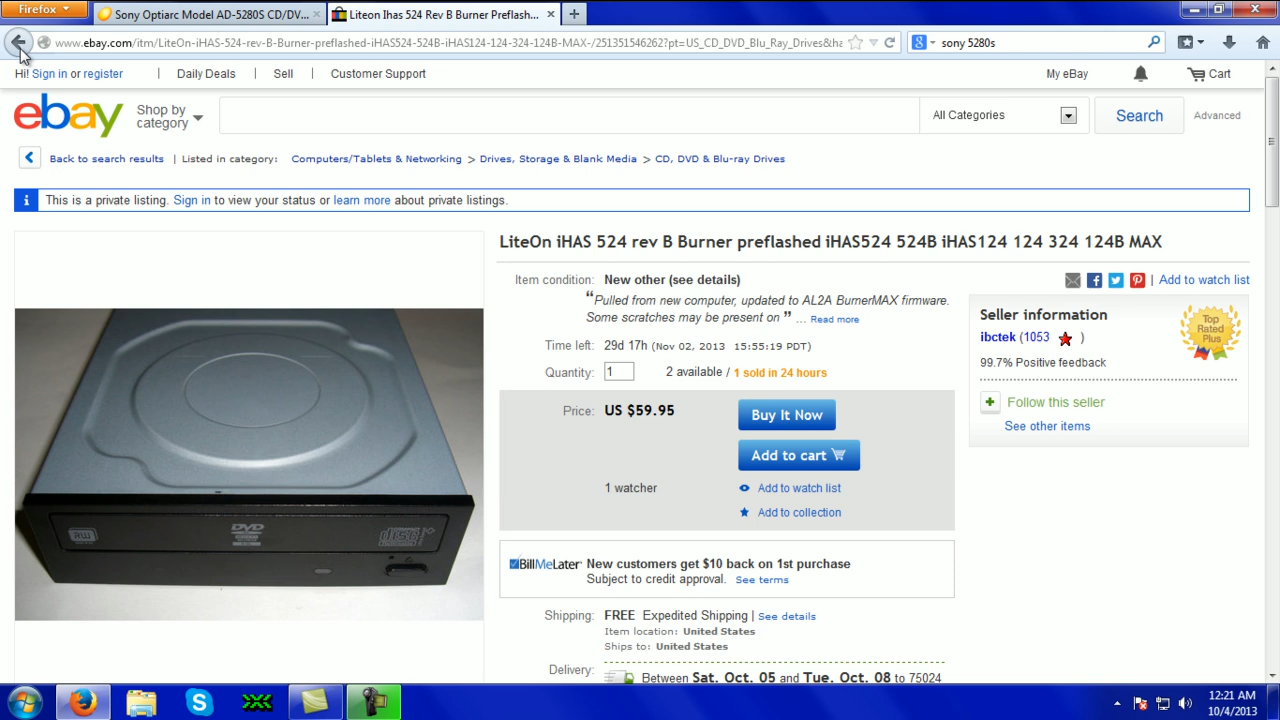 Firefox
Sony Optiarc Model AD-5280S CD/DV...
Liteon Ihas 524 Rev B Burner Preflash...
www.ebay.com/itm/LiteOn-iHAS-524-rev-B-Burner-preflashed-iHAS524-524B-iHAS124-124-324-124B-MAX-/251351546262?pt=US_CD_DVD_Blu_Ray_Drives&ha
sony 5280s
Hi! Sign in or register | Daily Deals | Sell | Customer Support
My eBay
Cart
ebay
Shop by category
All Categories
Search
Advanced
Back to search results | Listed in category: Computers/Tablets & Networking > Drives, Storage & Blank Media > CD, DVD & Blu-ray Drives
This is a private listing. Sign in to view your status or learn more about private listings.
LiteOn iHAS 524 rev B Burner preflashed iHAS524 524B iHAS124 124 324 124B MAX
Item condition: New other (see details)
"Pulled from new computer, updated to AL2A BurnerMAX firmware.
Some scratches may be present on " ... Read more
Time left: 29d 17h (Nov 02, 2013 15:55:19 PDT)
Quantity: 1 2 available / 1 sold in 24 hours
Price: US $59.95
Buy It Now
Add to cart
1 watcher
Add to watch list
Add to collection
| Add to watch list
Seller information
ibctek (1053 )
99.7% Positive feedback
Top Rated Plus
Follow this seller
See other items
RW
DVD
disc
BillMeLater
New customers get $10 back on 1st purchase
Subject to credit approval. See terms
Shipping: FREE Expedited Shipping | See details
Item location: United States
Ships to: United States
Delivery: Between Sat. Oct. 05 and Tue. Oct. 08 to 75024
12:21 AM
10/4/2013